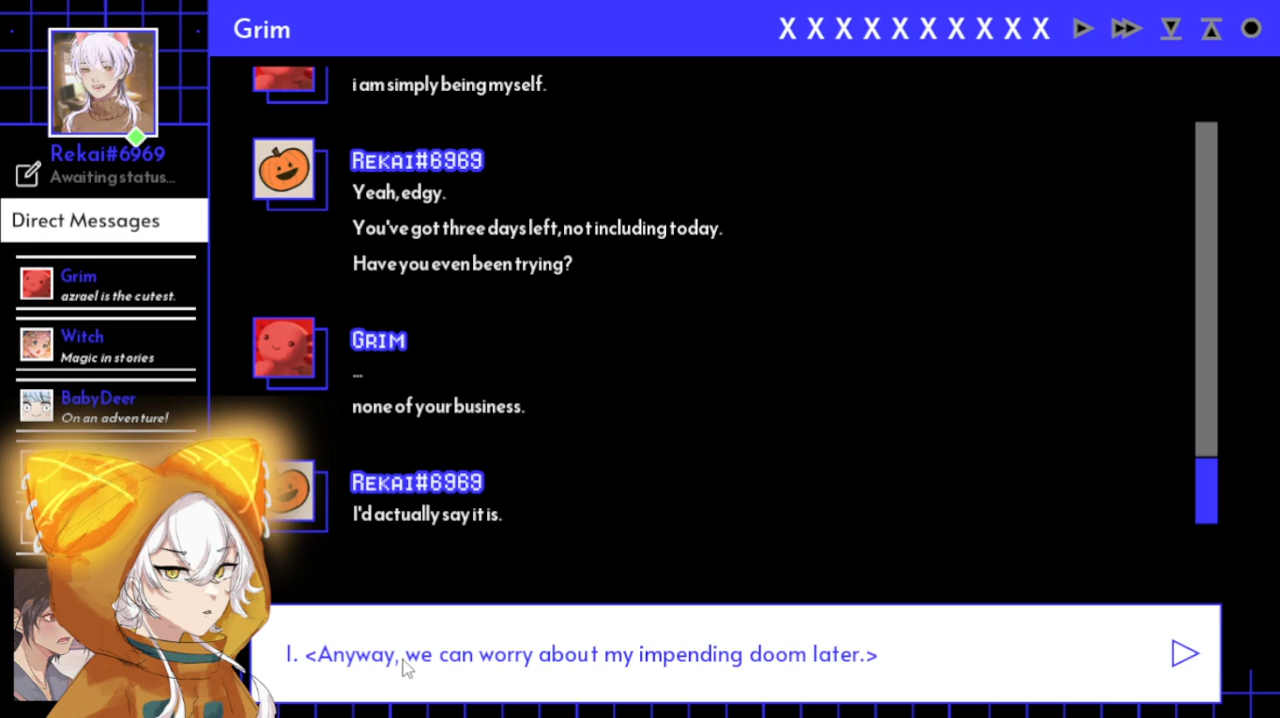 Grim
X X X X X X X X X X
Rekai#6969
Awaiting status...
Direct Messages
Grim
azrael is the cutest.
Witch
Magic in stories
BabyDeer
On an adventure!
i am simply being myself.
Rekai#6969
Yeah, edgy.
You've got three days left, not including today.
Have you even been trying?
Grim
...
none of your business.
Rekai#6969
I'd actually say it is.
1. <Anyway, we can worry about my impending doom later.>